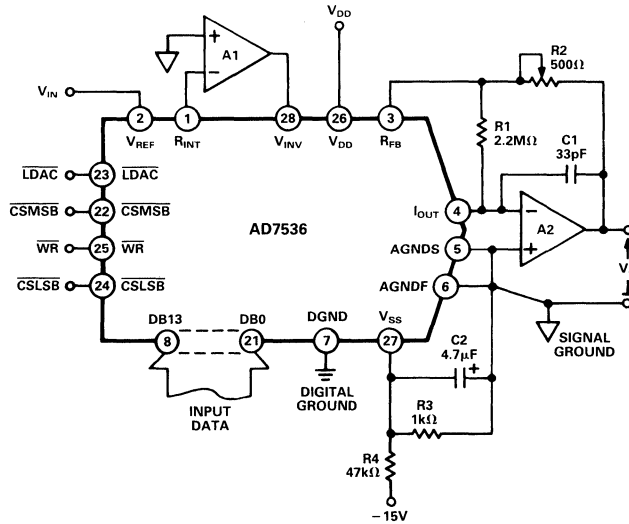 VDD
+
A1
−
R2
500Ω
VIN
2
1
28
26
3
VREF
RINT
VINV
VDD
RFB
R1
2.2MΩ
C1
33pF
LDAC
23
LDAC
CSMSB
22
CSMSB
WR
25
WR
CSLSB
24
CSLSB
AD7536
IOUT
4
−
A2
+
AGNDS
5
AGNDF
6
V
DB13
DB0
DGND
VSS
8
21
7
27
SIGNAL
GROUND
C2
4.7μF
+
DIGITAL
GROUND
INPUT
DATA
R3
1kΩ
R4
47kΩ
−15V